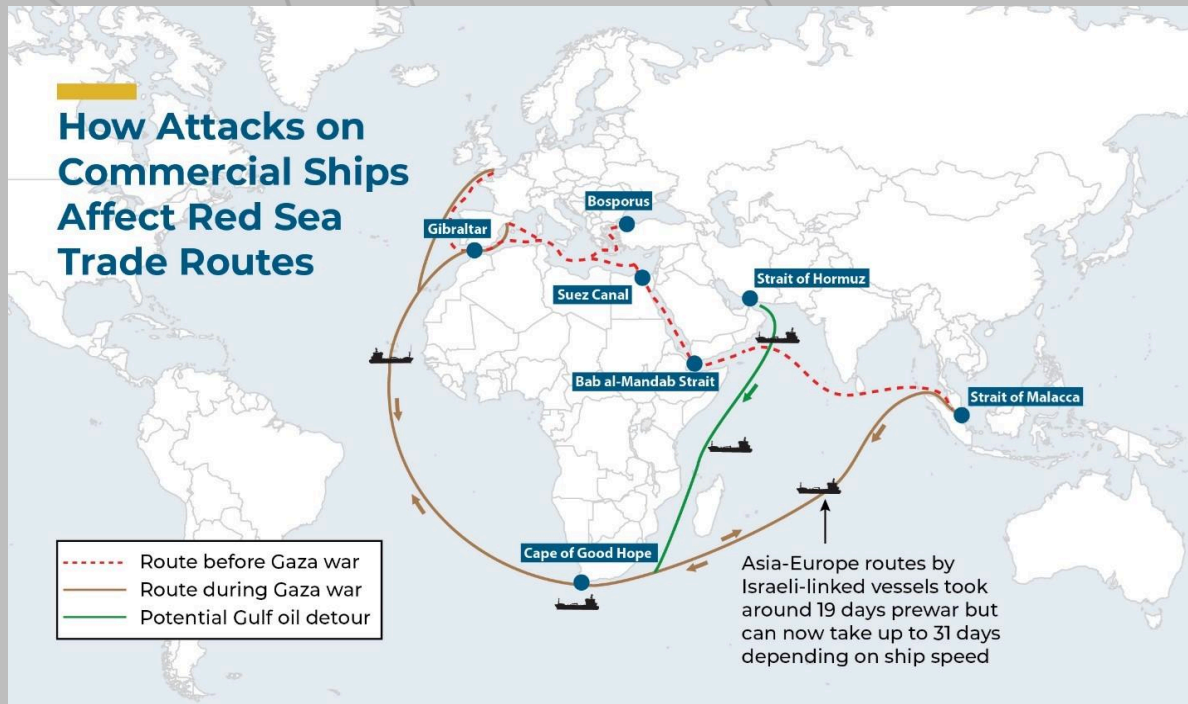 How Attacks on
Commercial Ships
Affect Red Sea
Trade Routes
Bosporus
Gibraltar
Strait of Hormuz
Suez Canal
Bab al-Mandab Strait
Strait of Malacca
Cape of Good Hope
Route before Gaza war
Route during Gaza war
Potential Gulf oil detour
Asia-Europe routes by
Israeli-linked vessels took
around 19 days prewar but
can now take up to 31 days
depending on ship speed